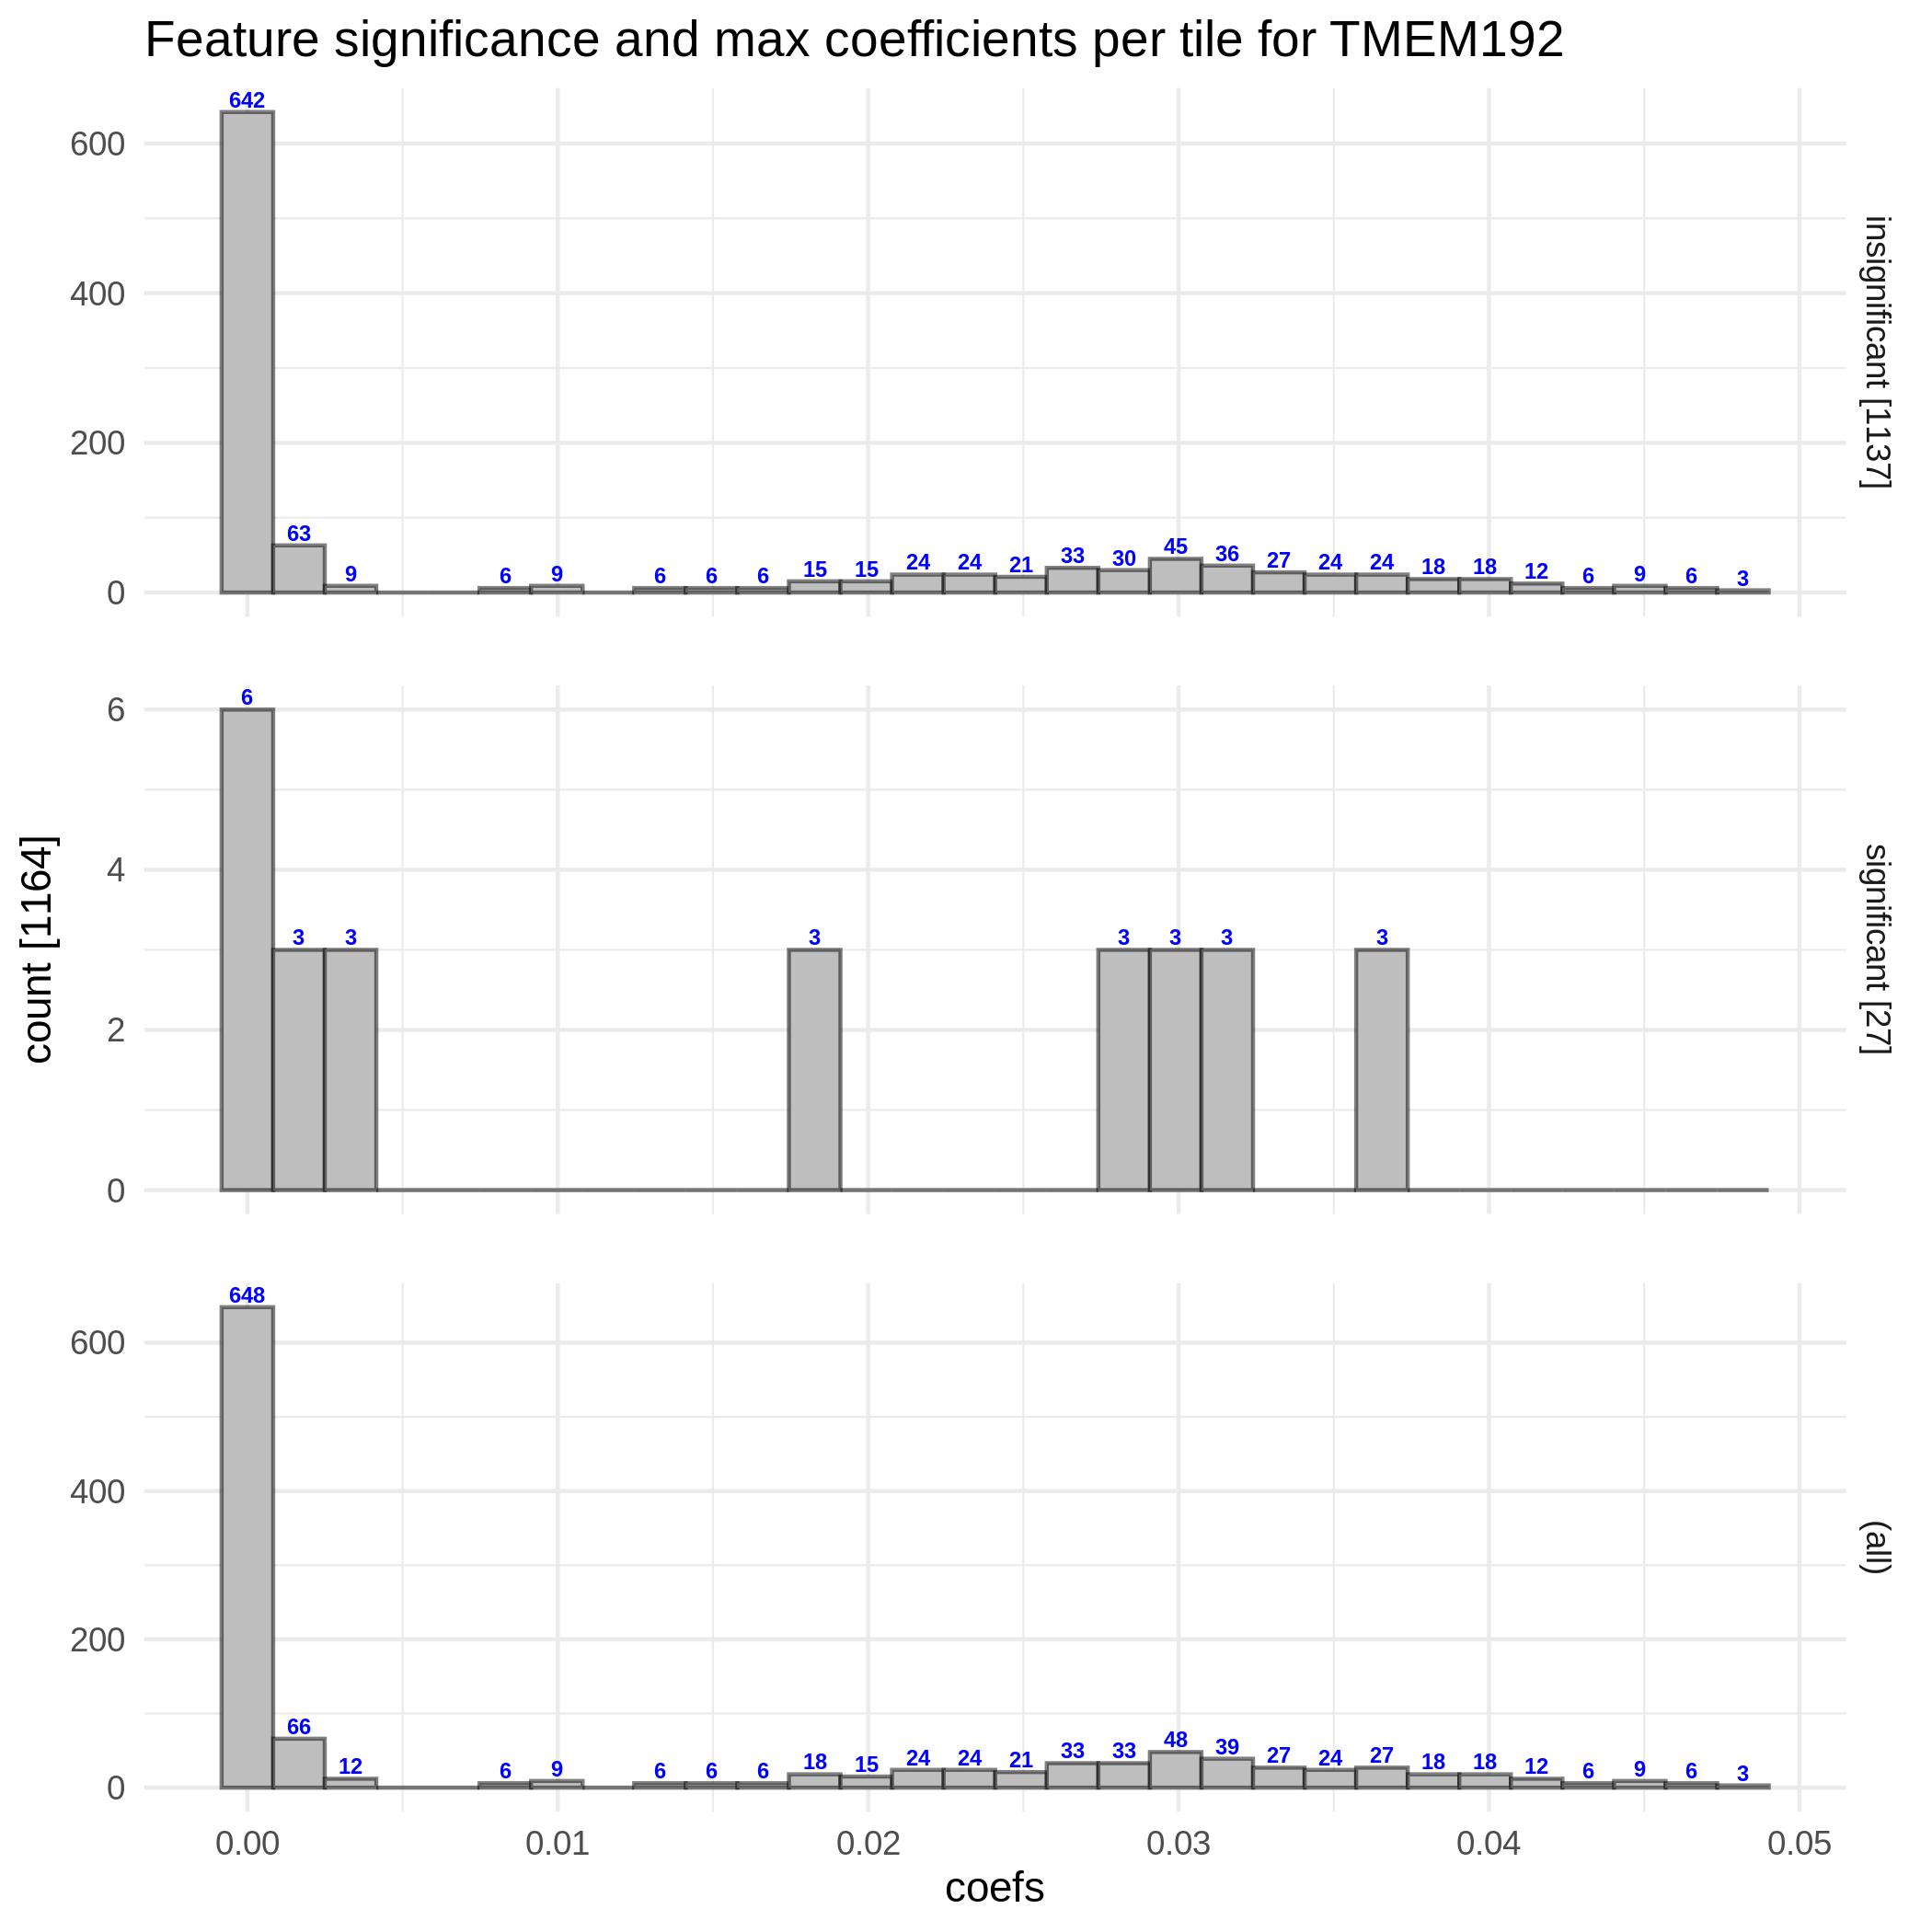 Feature significance and max coefficients per tile for TMEM192
642
600
400
200
0
63 9 6 9 6 6 6 15 15 24 24 21 33 30 45 36 27 24 24 18 18 12 6 9 6 3
insignificant [1137]
count [1164]
6
6
4
2
0
3 3 3 3 3 3 3
significant [27]
648
600
400
200
0
66 12 6 9 6 6 6 18 15 24 24 21 33 33 48 39 27 24 27 18 18 12 6 9 6 3
(all)
0.00 0.01 0.02 0.03 0.04 0.05
coefs